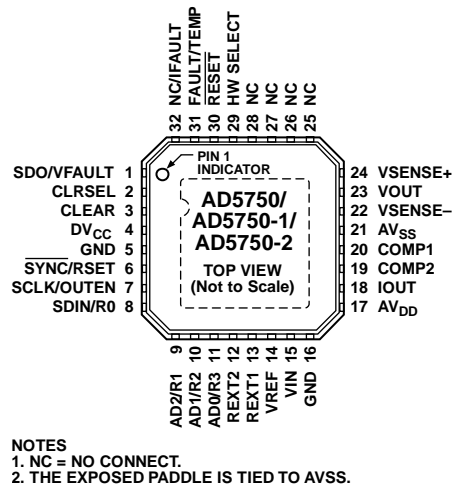 32 NC/IFAULT
31 FAULT/TEMP
30 RESET
29 HW SELECT
28 NC
27 NC
26 NC
25 NC
SDO/VFAULT 1
CLRSEL 2
CLEAR 3
DVCC 4
GND 5
SYNC/RSET 6
SCLK/OUTEN 7
SDIN/R0 8
PIN 1
INDICATOR
AD5750/
AD5750-1/
AD5750-2
TOP VIEW
(Not to Scale)
24 VSENSE+
23 VOUT
22 VSENSE–
21 AVSS
20 COMP1
19 COMP2
18 IOUT
17 AVDD
AD2/R1 9
AD1/R2 10
AD0/R3 11
REXT2 12
REXT1 13
VREF 14
VIN 15
GND 16
NOTES
1. NC = NO CONNECT.
2. THE EXPOSED PADDLE IS TIED TO AVSS.